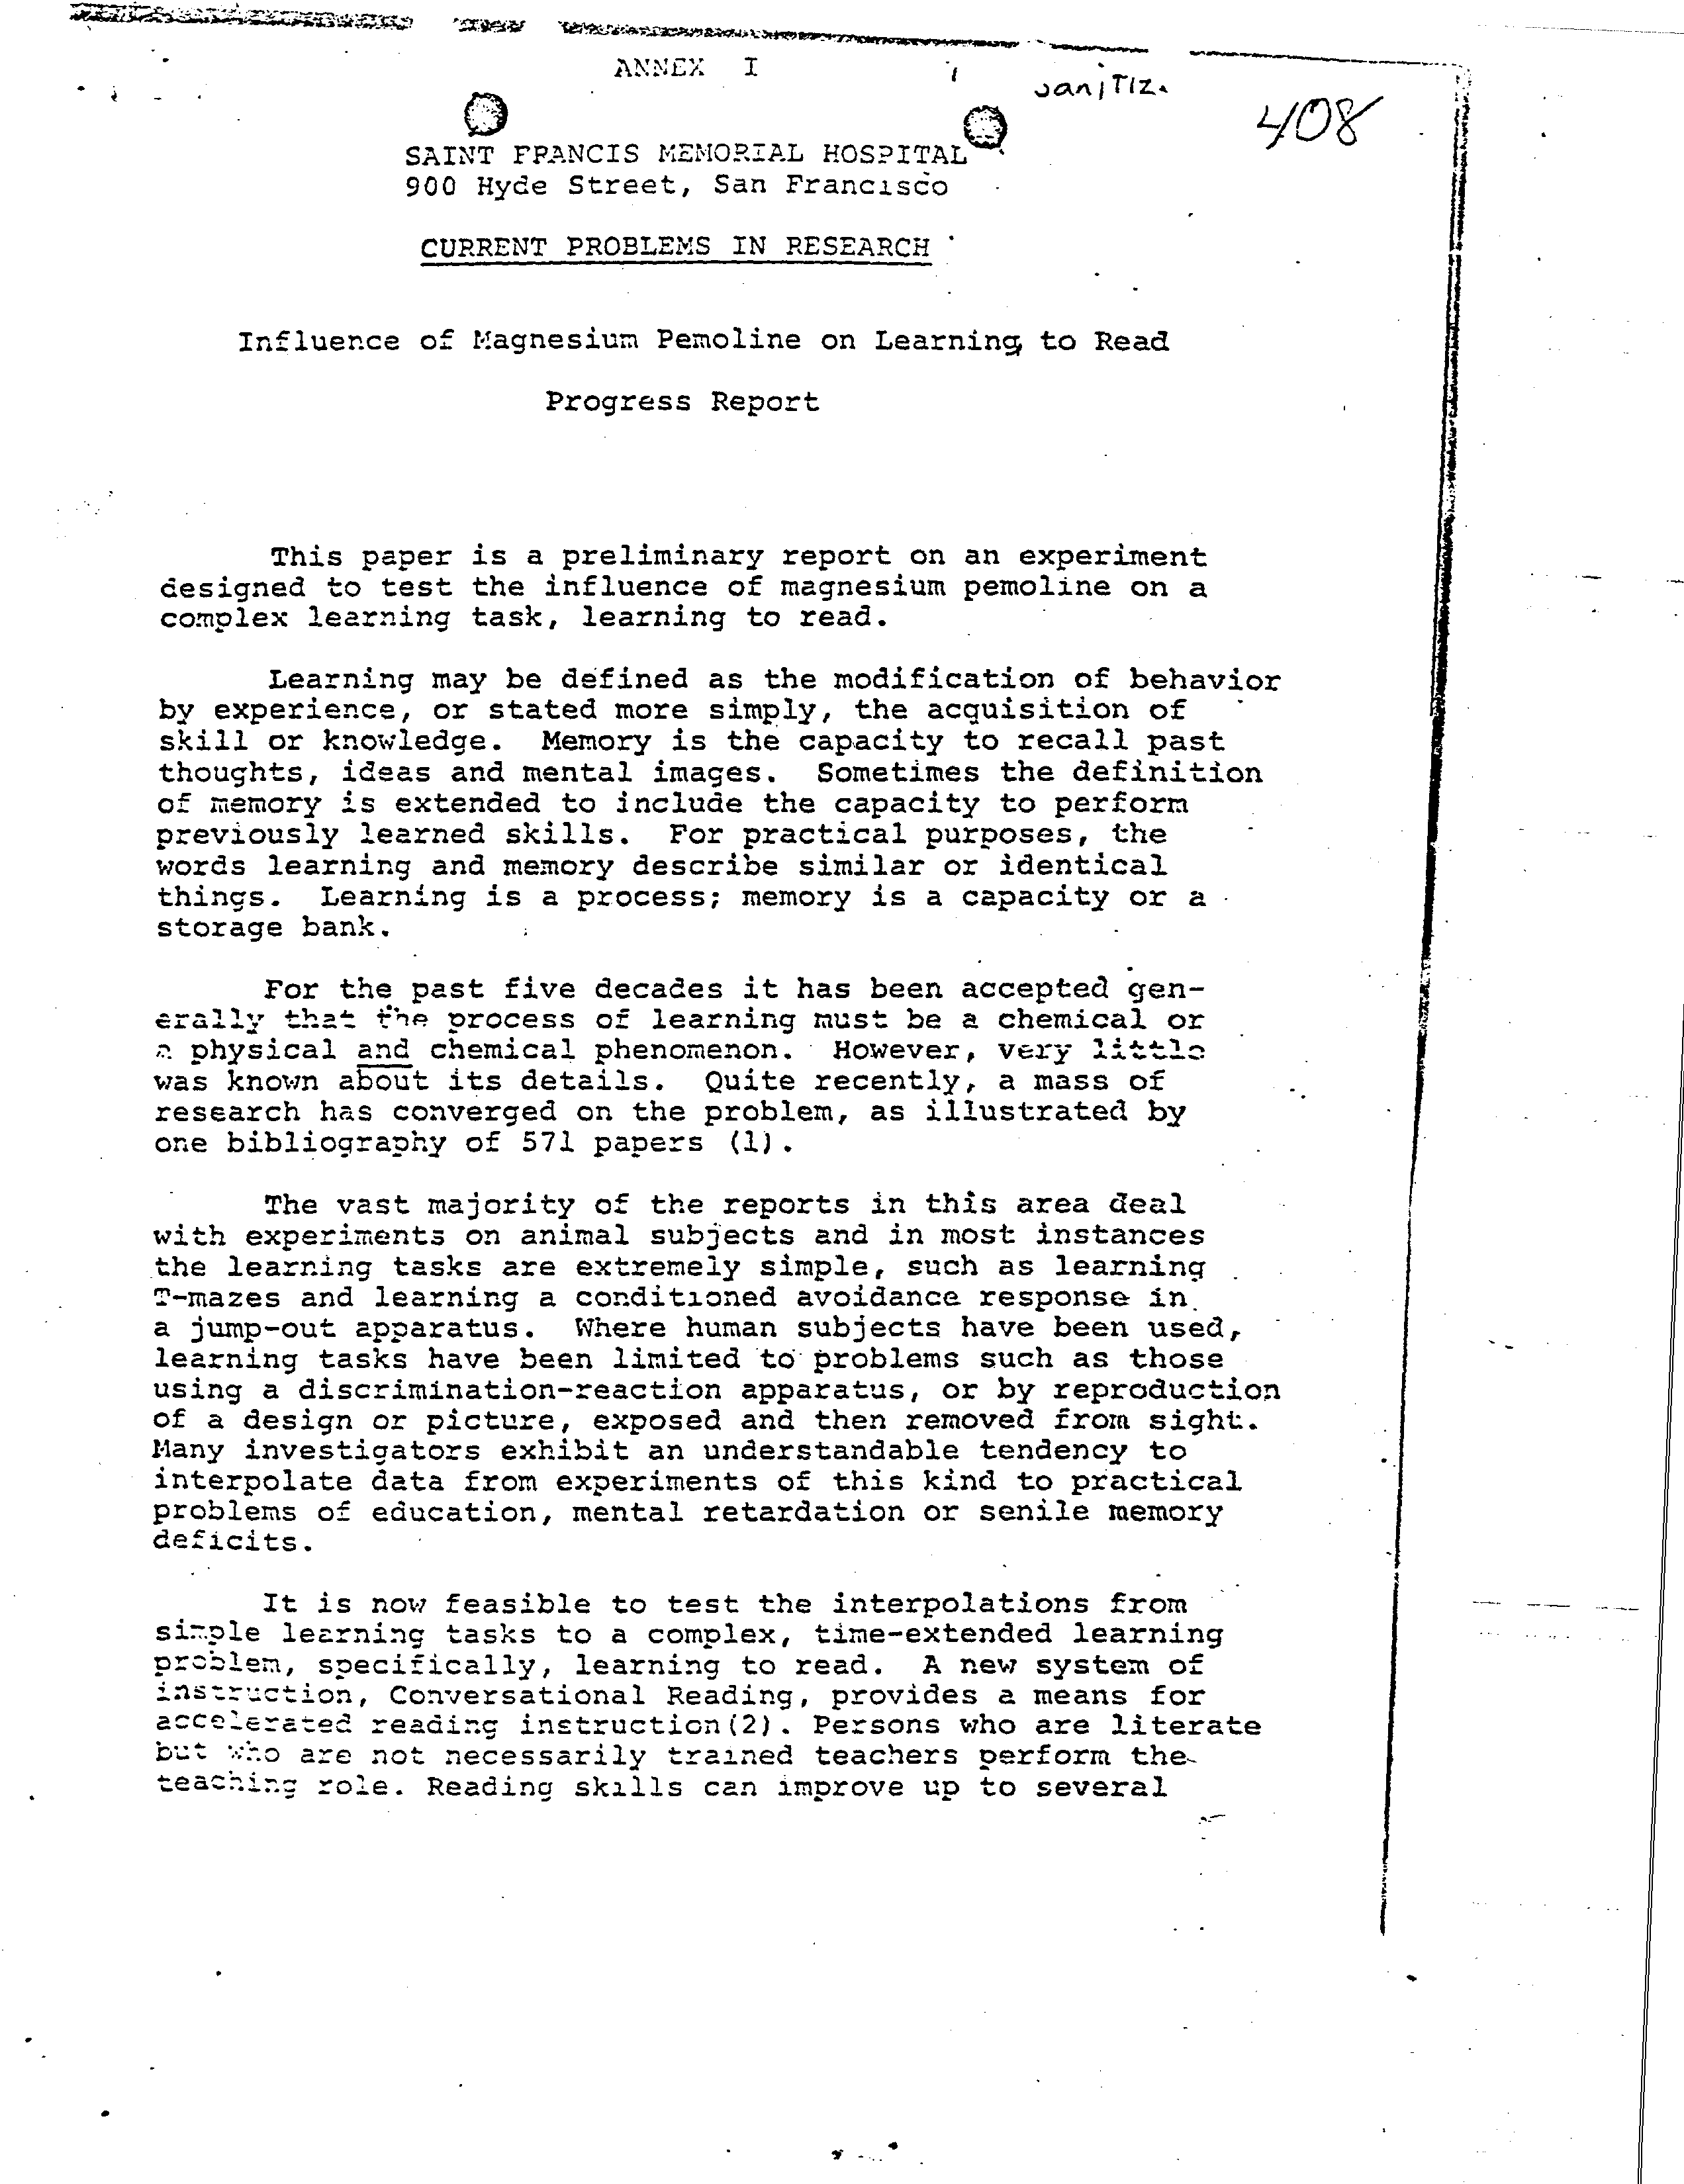 ANNEX I
saniTIZ.
408
SAINT FRANCIS MEMORIAL HOSPITAL
900 Hyde Street, San Francisco
CURRENT PROBLEMS IN RESEARCH
Influence of Magnesium Pemoline on Learning to Read
Progress Report
This paper is a preliminary report on an experiment
designed to test the influence of magnesium pemoline on a
complex learning task, learning to read.
Learning may be defined as the modification of behavior
by experience, or stated more simply, the acquisition of
skill or knowledge. Memory is the capacity to recall past
thoughts, ideas and mental images. Sometimes the definition
of memory is extended to include the capacity to perform
previously learned skills. For practical purposes, the
words learning and memory describe similar or identical
things. Learning is a process; memory is a capacity or a
storage bank.
For the past five decades it has been accepted gen-
erally that the process of learning must be a chemical or
a physical and chemical phenomenon. However, very little
was known about its details. Quite recently, a mass of
research has converged on the problem, as illustrated by
one bibliography of 571 papers (1).
The vast majority of the reports in this area deal
with experiments on animal subjects and in most instances
the learning tasks are extremely simple, such as learning
T-mazes and learning a conditioned avoidance response in
a jump-out apparatus. Where human subjects have been used,
learning tasks have been limited to problems such as those
using a discrimination-reaction apparatus, or by reproduction
of a design or picture, exposed and then removed from sight.
Many investigators exhibit an understandable tendency to
interpolate data from experiments of this kind to practical
problems of education, mental retardation or senile memory
deficits.
It is now feasible to test the interpolations from
simple learning tasks to a complex, time-extended learning
problem, specifically, learning to read. A new system of
instruction, Conversational Reading, provides a means for
accelerated reading instruction(2). Persons who are literate
but who are not necessarily trained teachers perform the
teaching role. Reading skills can improve up to several